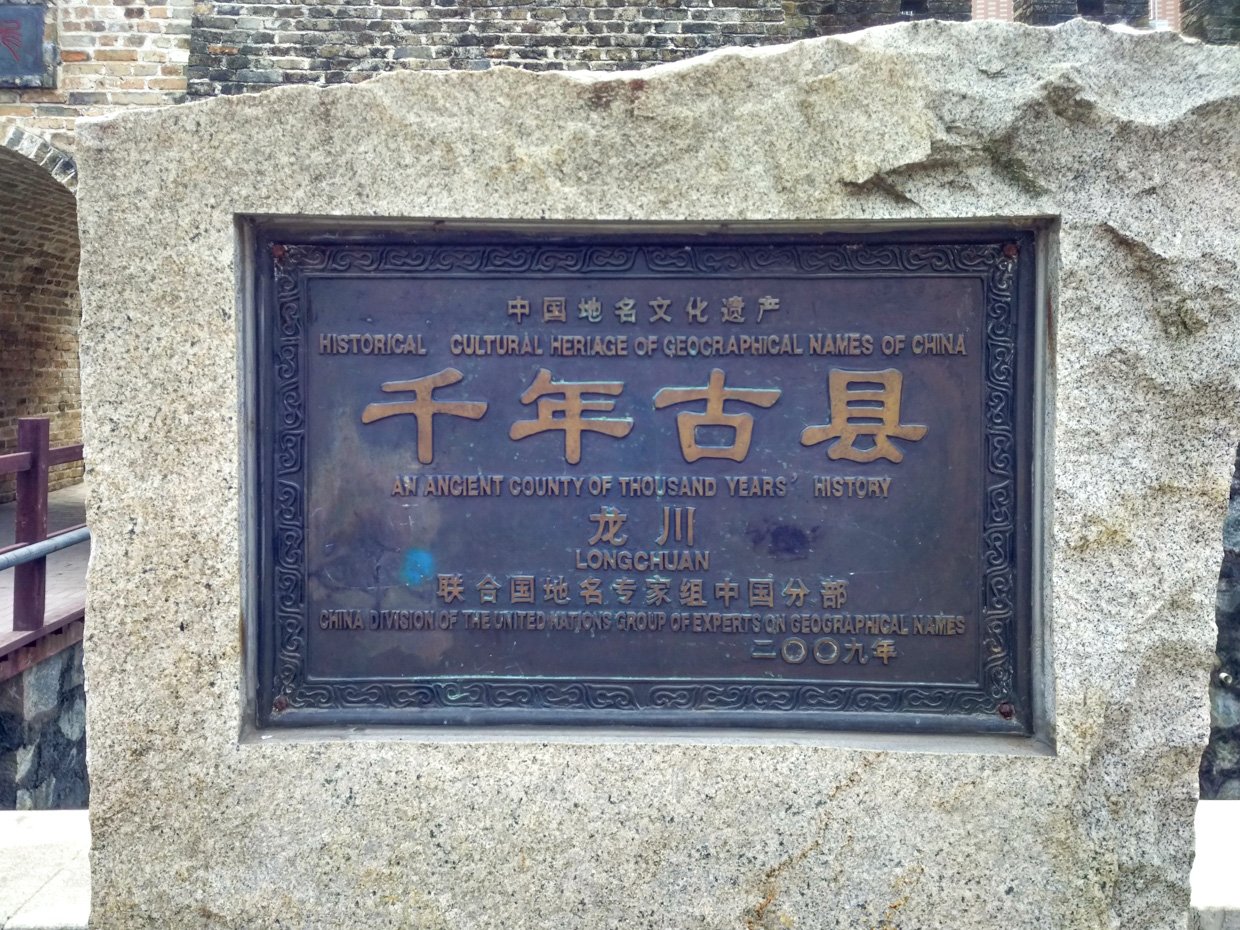 中国地名文化遗产
HISTORICAL CULTURAL HERIAGE OF GEOGRAPHICAL NAMES OF CHINA
千年古县
AN ANCIENT COUNTY OF THOUSAND YEARS' HISTORY
龙川
LONGCHUAN
联合国地名专家组中国分部
CHINA DIVISION OF THE UNITED NATIONS GROUP OF EXPERTS ON GEOGRAPHICAL NAMES
二〇〇九年